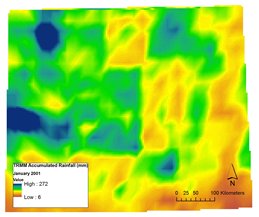 TRMM Accumulated Rainfall (mm)
January 2001
Value
High : 272
Low : 6
0 25 50 100 Kilometers
N